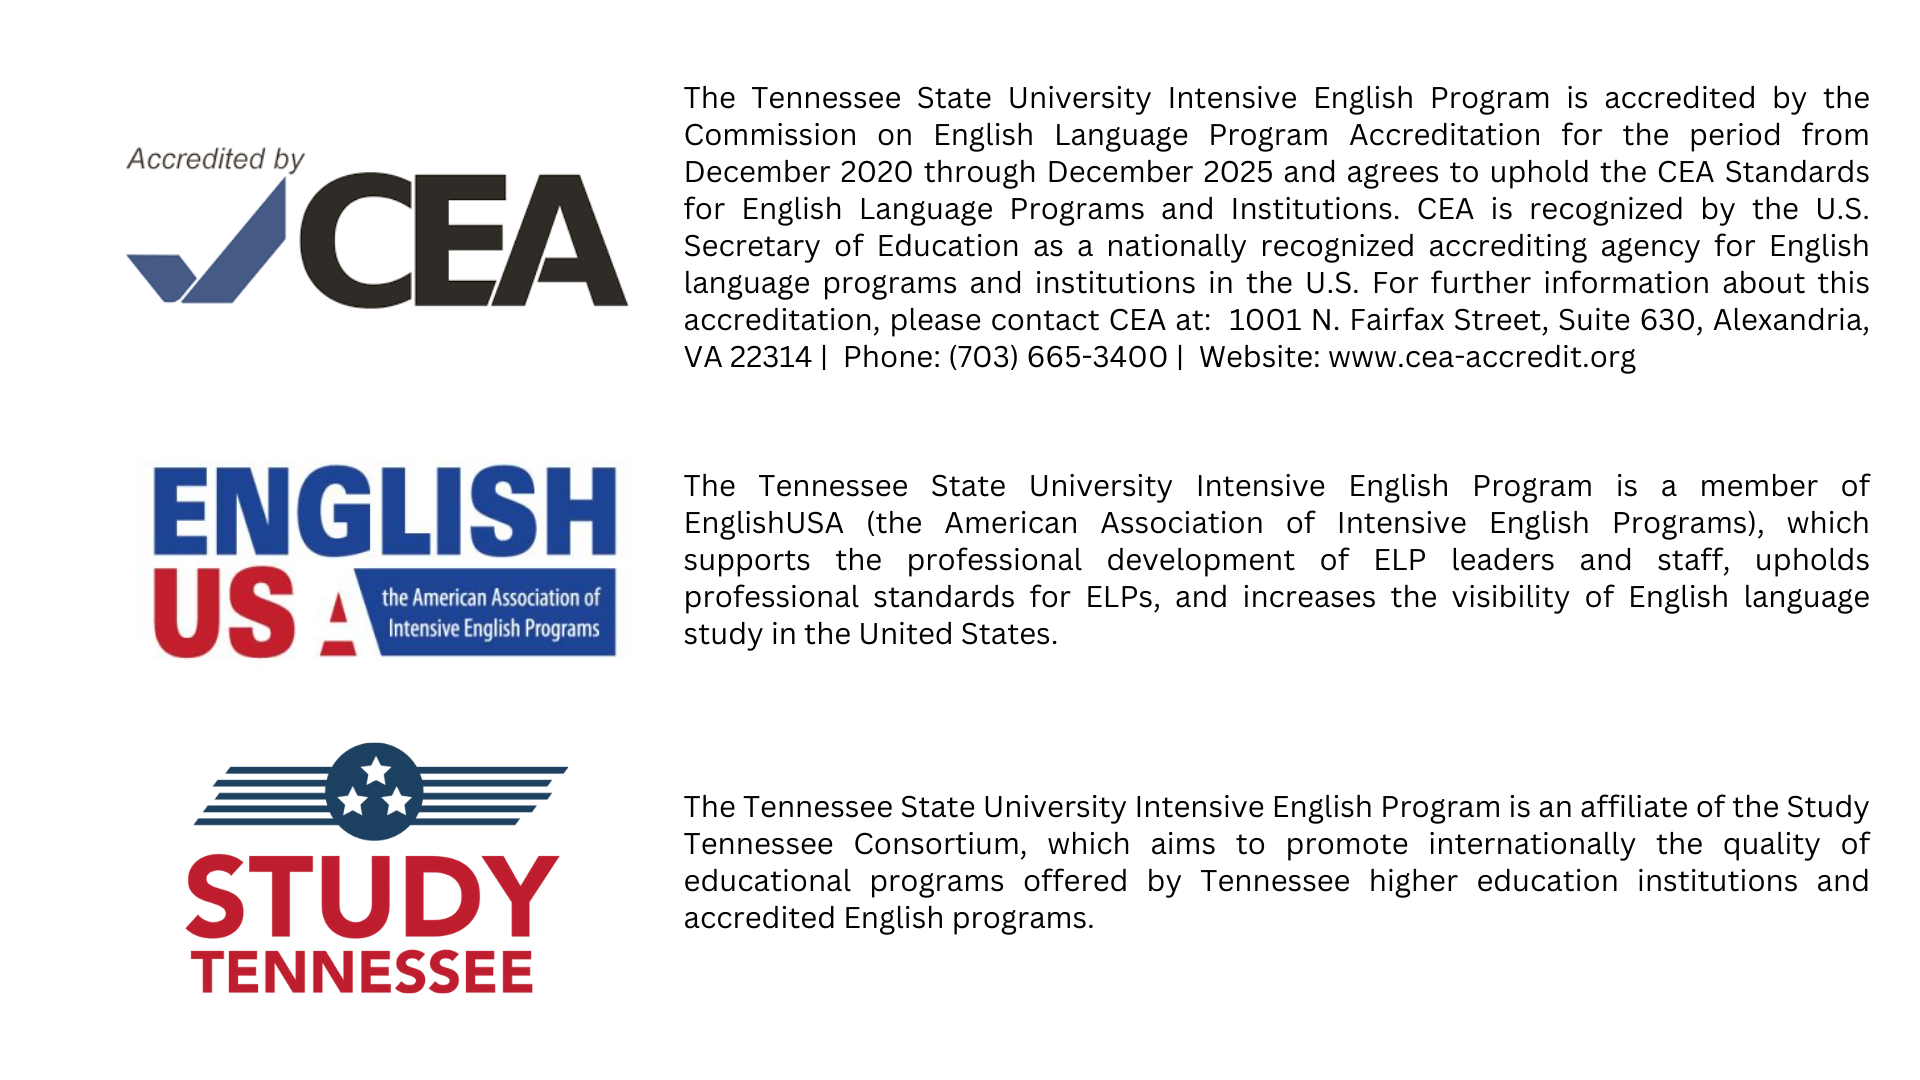 Accredited by
CEA
The Tennessee State University Intensive English Program is accredited by the
Commission on English Language Program Accreditation for the period from
December 2020 through December 2025 and agrees to uphold the CEA Standards
for English Language Programs and Institutions. CEA is recognized by the U.S.
Secretary of Education as a nationally recognized accrediting agency for English
language programs and institutions in the U.S. For further information about this
accreditation, please contact CEA at: 1001 N. Fairfax Street, Suite 630, Alexandria,
VA 22314 | Phone: (703) 665-3400 | Website: www.cea-accredit.org
ENGLISH
USA
the American Association of
Intensive English Programs
The Tennessee State University Intensive English Program is a member of
EnglishUSA (the American Association of Intensive English Programs), which
supports the professional development of ELP leaders and staff, upholds
professional standards for ELPs, and increases the visibility of English language
study in the United States.
STUDY
TENNESSEE
The Tennessee State University Intensive English Program is an affiliate of the Study
Tennessee Consortium, which aims to promote internationally the quality of
educational programs offered by Tennessee higher education institutions and
accredited English programs.